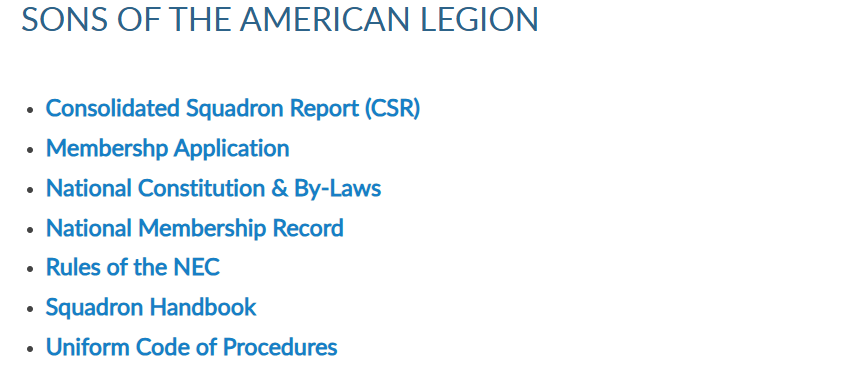 SONS OF THE AMERICAN LEGION
Consolidated Squadron Report (CSR)
Membershp Application
National Constitution & By-Laws
National Membership Record
Rules of the NEC
Squadron Handbook
Uniform Code of Procedures